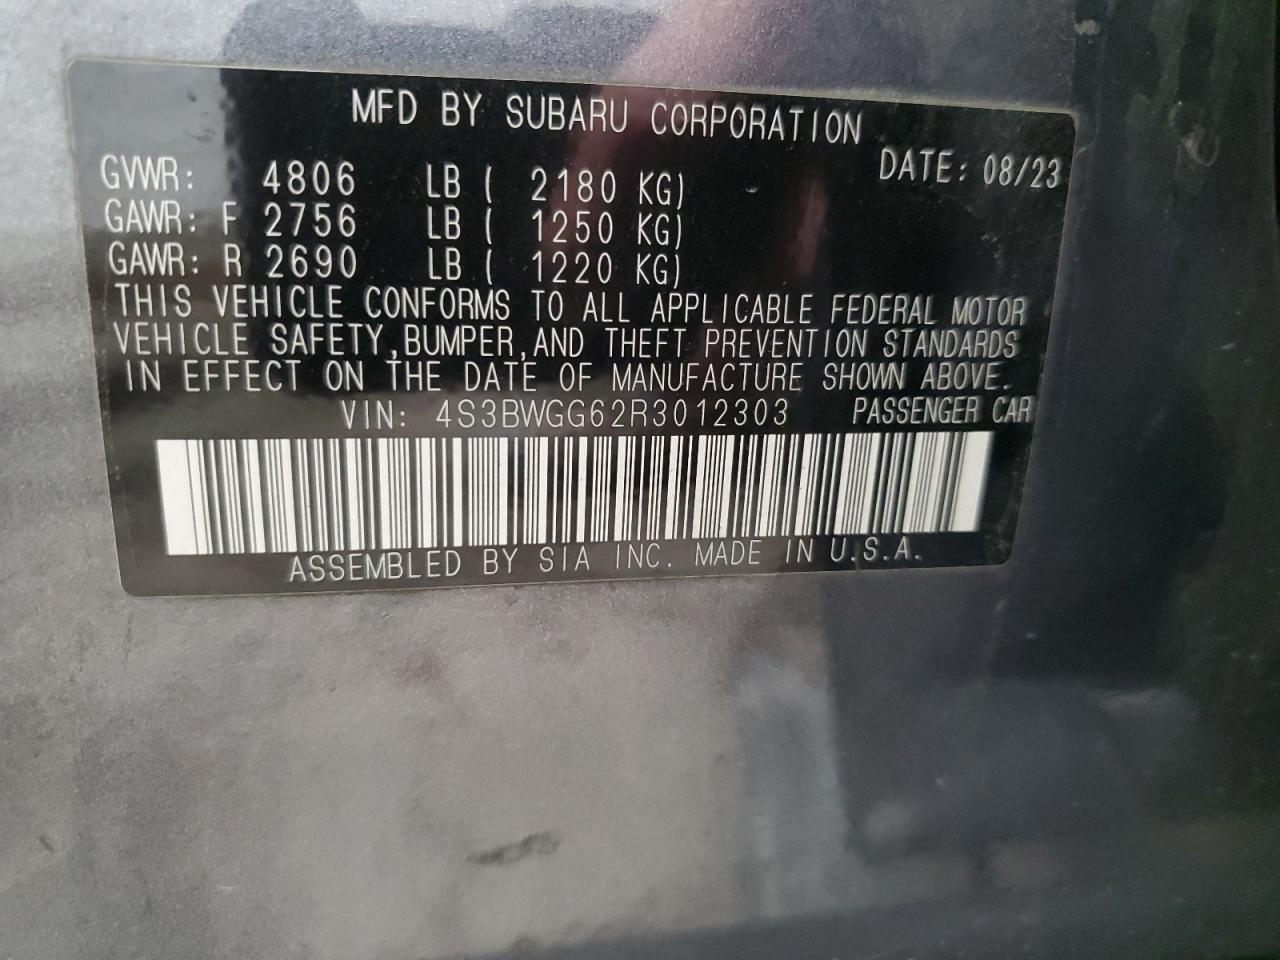 MFD BY SUBARU CORPORATION
DATE: 08/23
GVWR: 4806 LB ( 2180 KG)
GAWR: F 2756 LB ( 1250 KG)
GAWR: R 2690 LB ( 1220 KG)
THIS VEHICLE CONFORMS TO ALL APPLICABLE FEDERAL MOTOR
VEHICLE SAFETY,BUMPER,AND THEFT PREVENTION STANDARDS
IN EFFECT ON THE DATE OF MANUFACTURE SHOWN ABOVE.
VIN: 4S3BWGG62R3012303 PASSENGER CAR
ASSEMBLED BY SIA INC. MADE IN U.S.A.